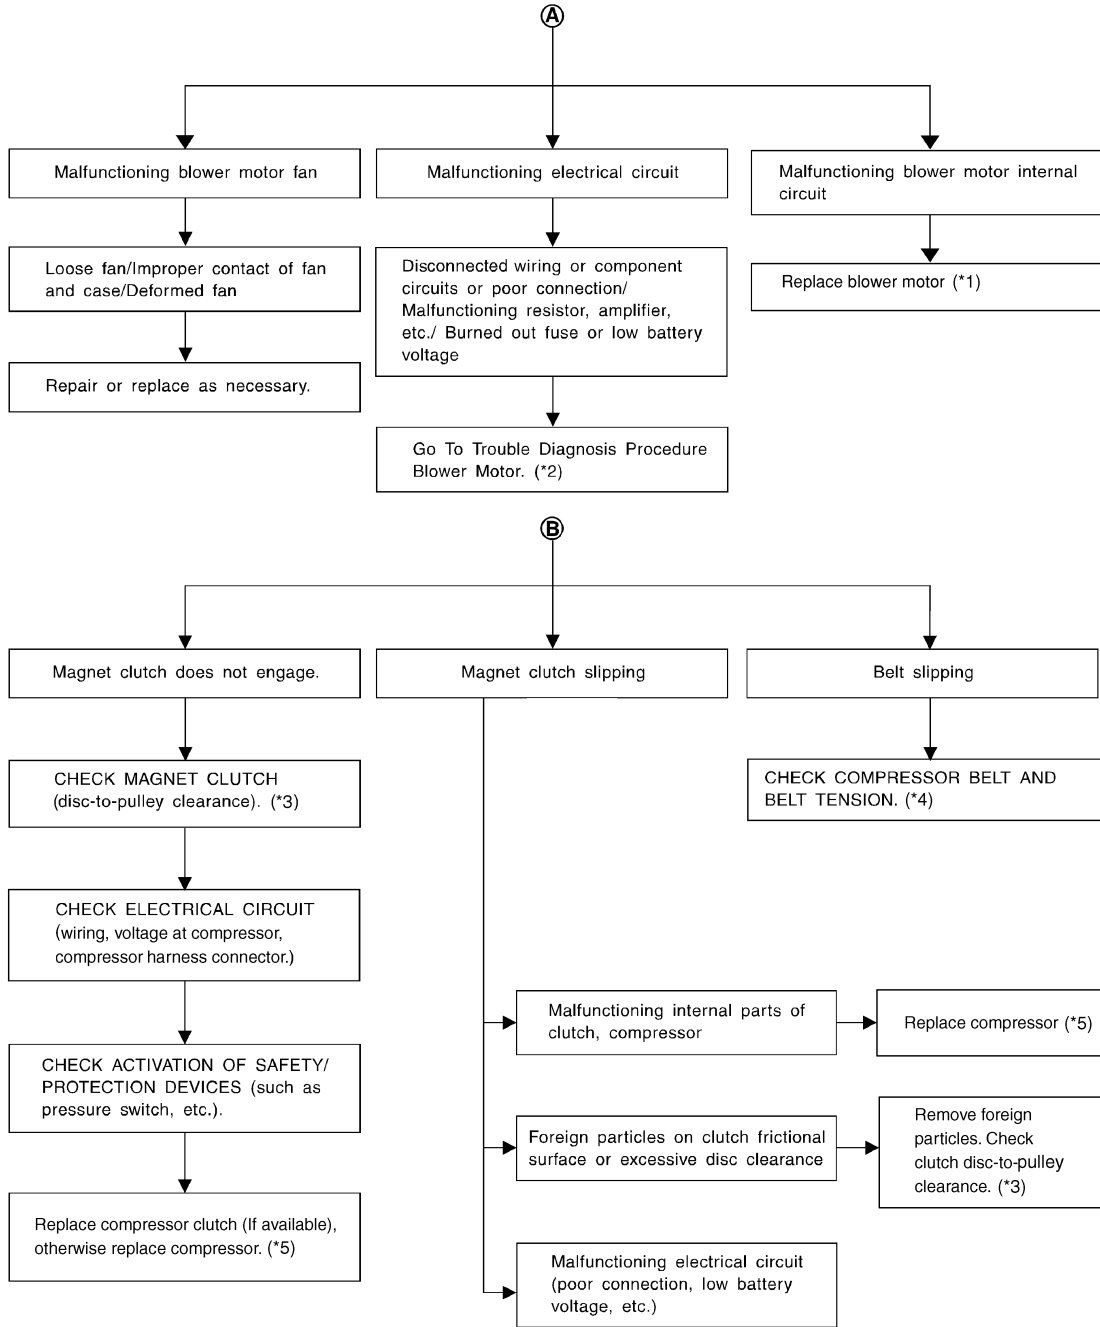 A
Malfunctioning blower motor fan
Malfunctioning electrical circuit
Malfunctioning blower motor internal
circuit
Loose fan/Improper contact of fan
and case/Deformed fan
Disconnected wiring or component
circuits or poor connection/
Malfunctioning resistor, amplifier,
etc./ Burned out fuse or low battery
voltage
Replace blower motor (*1)
Repair or replace as necessary.
Go To Trouble Diagnosis Procedure
Blower Motor. (*2)
B
Magnet clutch does not engage.
Magnet clutch slipping
Belt slipping
CHECK MAGNET CLUTCH
(disc-to-pulley clearance). (*3)
CHECK COMPRESSOR BELT AND
BELT TENSION. (*4)
CHECK ELECTRICAL CIRCUIT
(wiring, voltage at compressor,
compressor harness connector.)
CHECK ACTIVATION OF SAFETY/
PROTECTION DEVICES (such as
pressure switch, etc.).
Replace compressor clutch (If available),
otherwise replace compressor. (*5)
Malfunctioning internal parts of
clutch, compressor
Replace compressor (*5)
Foreign particles on clutch frictional
surface or excessive disc clearance
Remove foreign
particles. Check
clutch disc-to-pulley
clearance. (*3)
Malfunctioning electrical circuit
(poor connection, low battery
voltage, etc.)